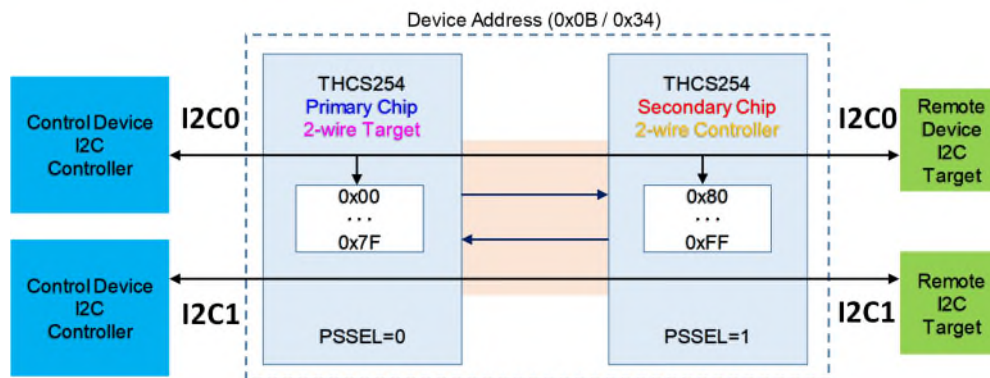 Device Address (0x0B / 0x34)
Control Device
I2C
Controller
I2C0
THCS254
Primary Chip
2-wire Target
0x00
...
0x7F
PSSEL=0
THCS254
Secondary Chip
2-wire Controller
0x80
...
0xFF
PSSEL=1
I2C0
Remote
Device
I2C
Target
Control Device
I2C
Controller
I2C1
I2C1
Remote
I2C
Target